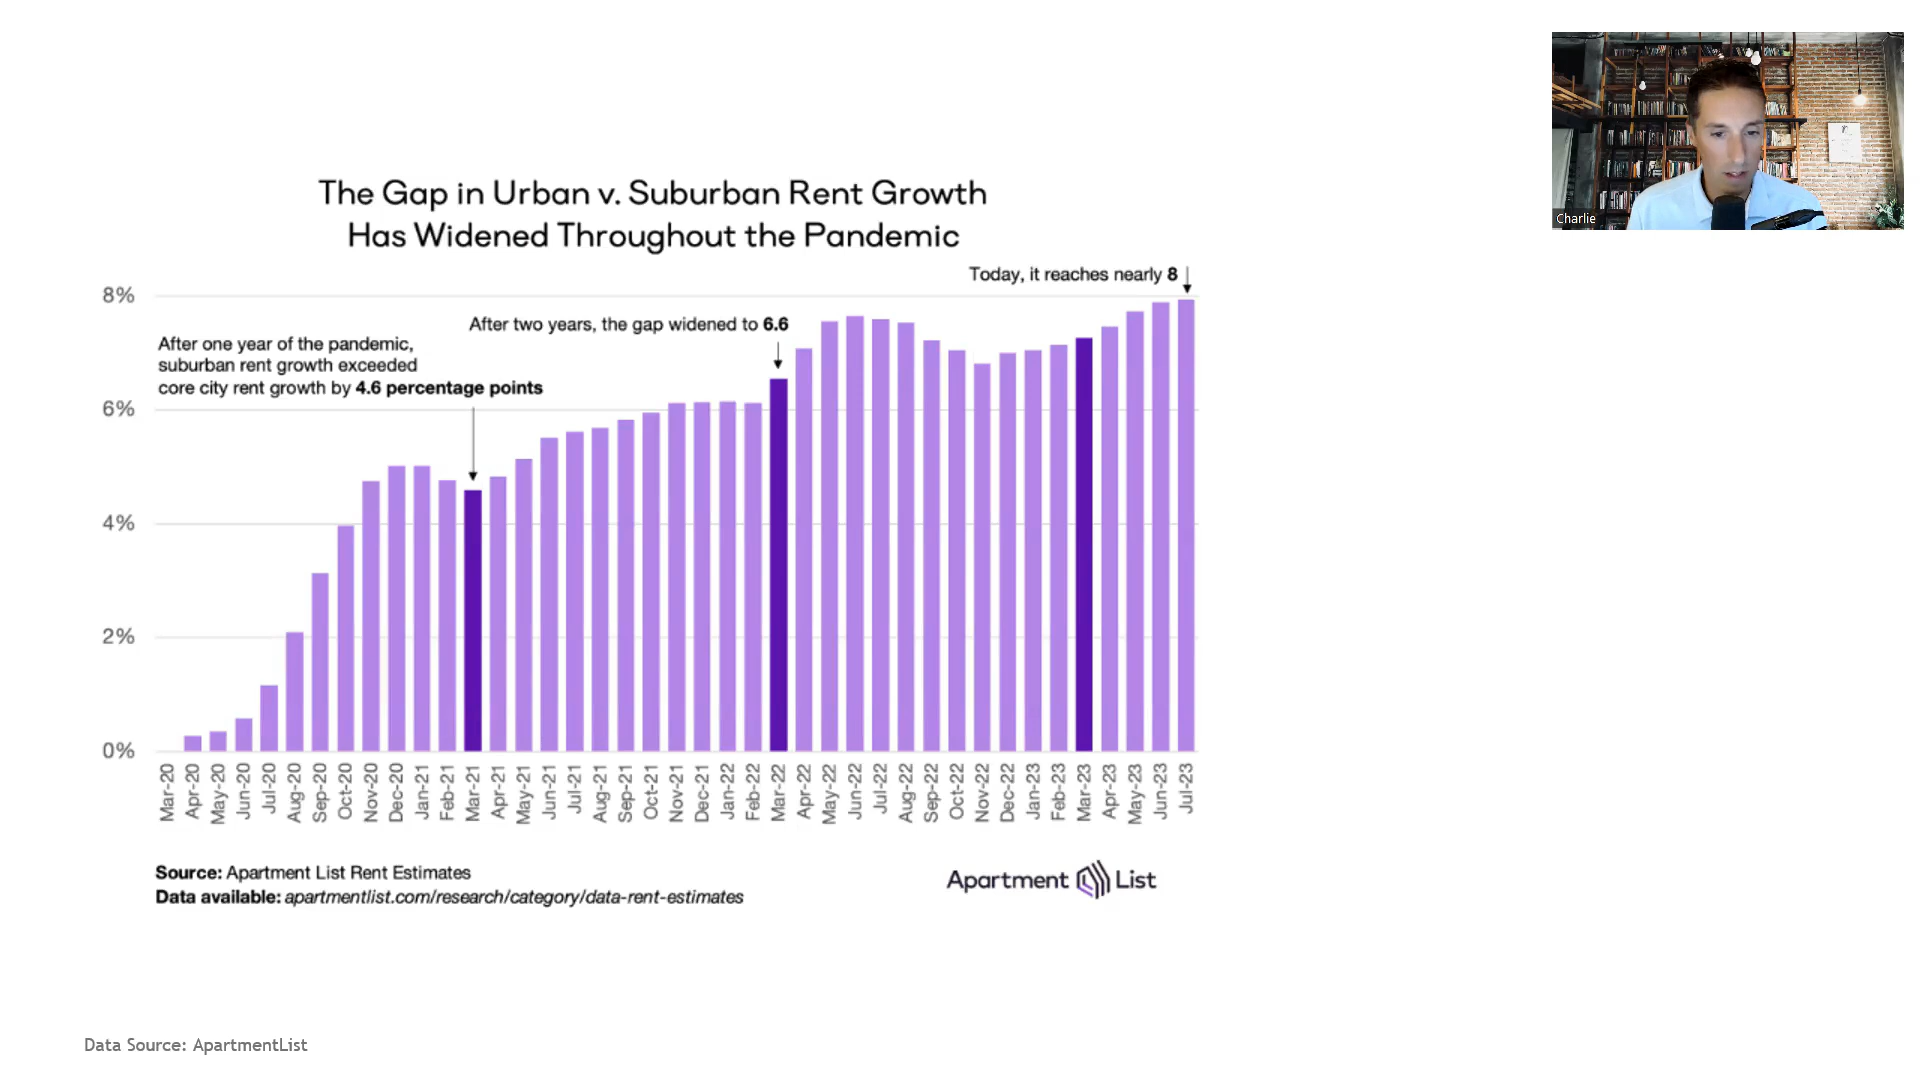 Charlie
The Gap in Urban v. Suburban Rent Growth
Has Widened Throughout the Pandemic
Today, it reaches nearly 8
8%
After two years, the gap widened to 6.6
After one year of the pandemic,
suburban rent growth exceeded
core city rent growth by 4.6 percentage points
6%
4%
2%
0%
Mar-20
Apr-20
May-20
Jun-20
Jul-20
Aug-20
Sep-20
Oct-20
Nov-20
Dec-20
Jan-21
Feb-21
Mar-21
Apr-21
May-21
Jun-21
Jul-21
Aug-21
Sep-21
Oct-21
Nov-21
Dec-21
Jan-22
Feb-22
Mar-22
Apr-22
May-22
Jun-22
Jul-22
Aug-22
Sep-22
Oct-22
Nov-22
Dec-22
Jan-23
Feb-23
Mar-23
Apr-23
May-23
Jun-23
Jul-23
Source: Apartment List Rent Estimates
Data available: apartmentlist.com/research/category/data-rent-estimates
Apartment List
Data Source: ApartmentList